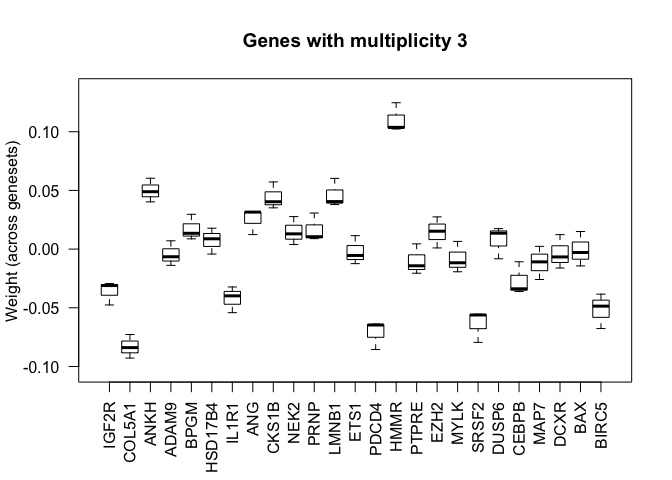 Genes with multiplicity 3
Weight (across genesets)
0.10
0.05
0.00
-0.05
-0.10
IGF2R
COL5A1
ANKH
ADAM9
BPGM
HSD17B4
IL1R1
ANG
CKS1B
NEK2
PRNP
LMNB1
ETS1
PDCD4
HMMR
PTPRE
EZH2
MYLK
SRSF2
DUSP6
CEBPB
MAP7
DCXR
BAX
BIRC5